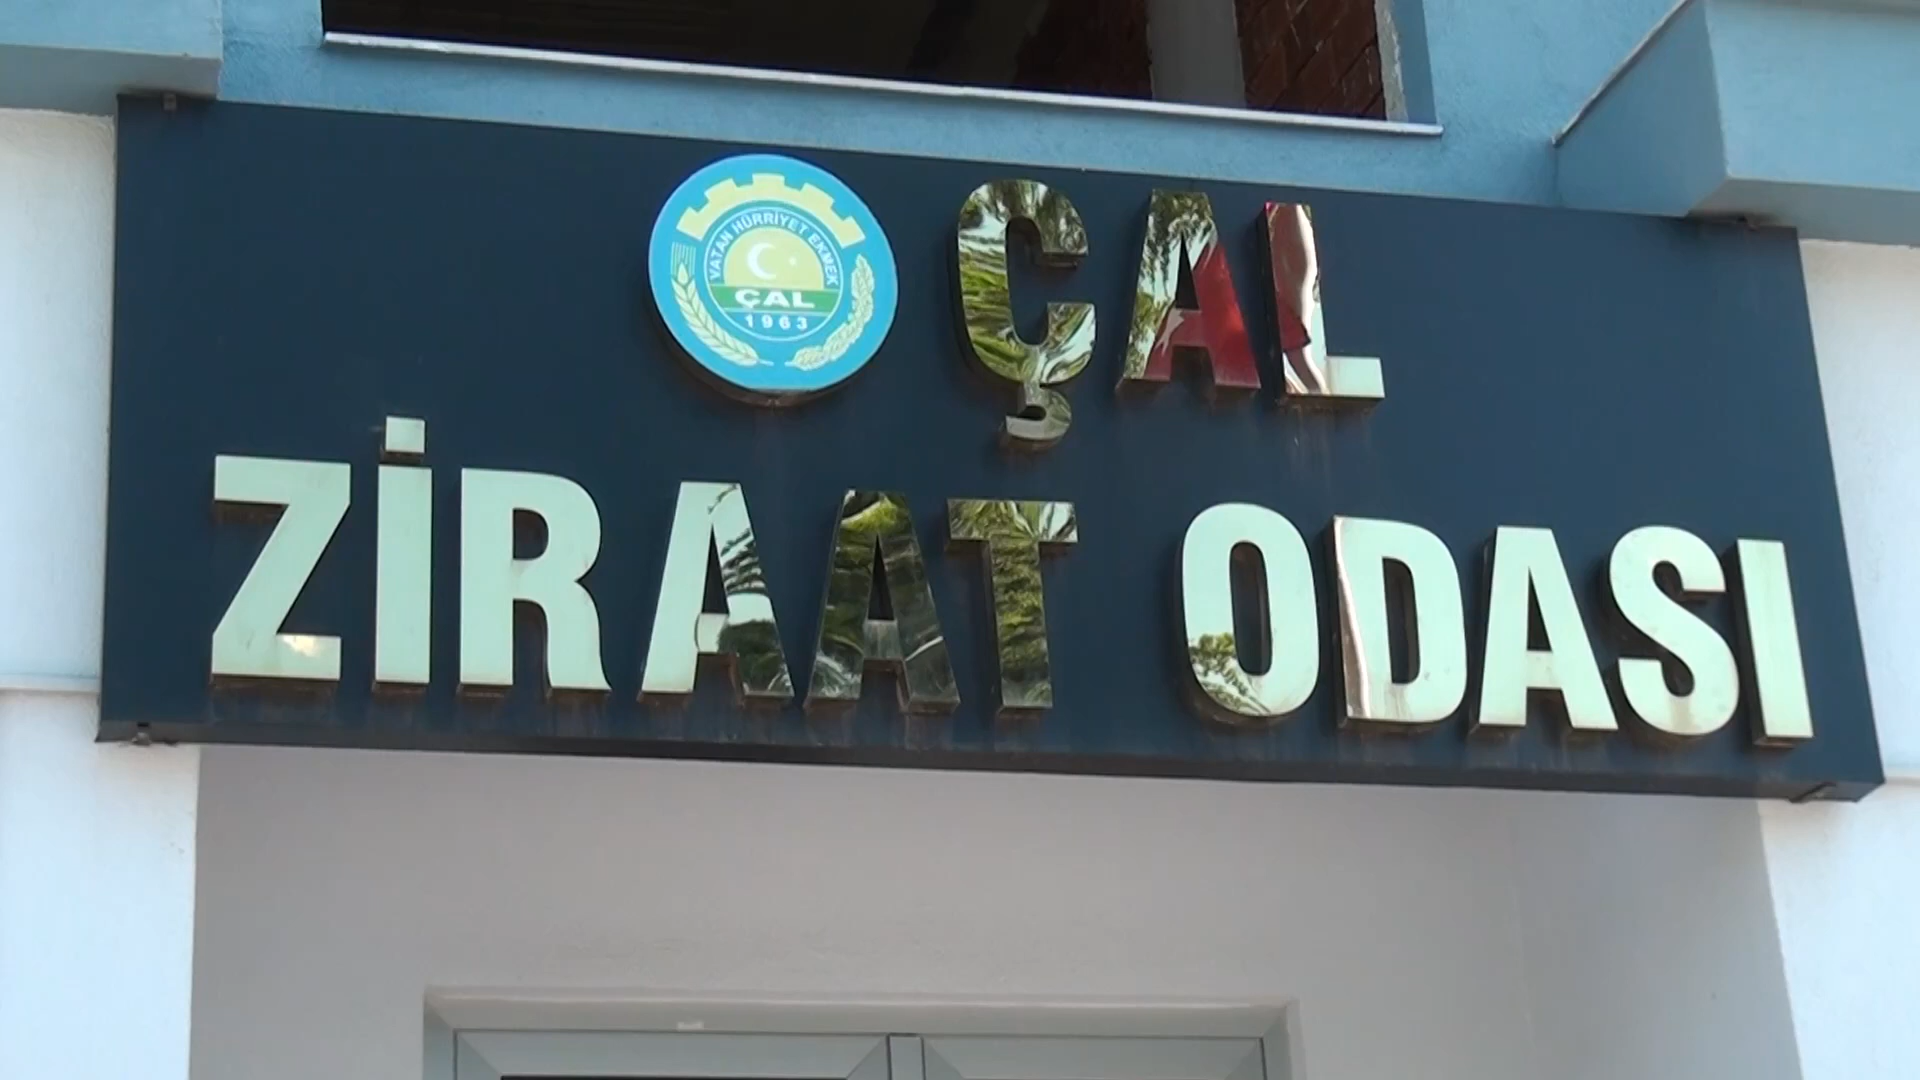 VATAN HÜRRİYET EKMEK
ÇAL
1963
ÇAL
ZİRAAT ODASI